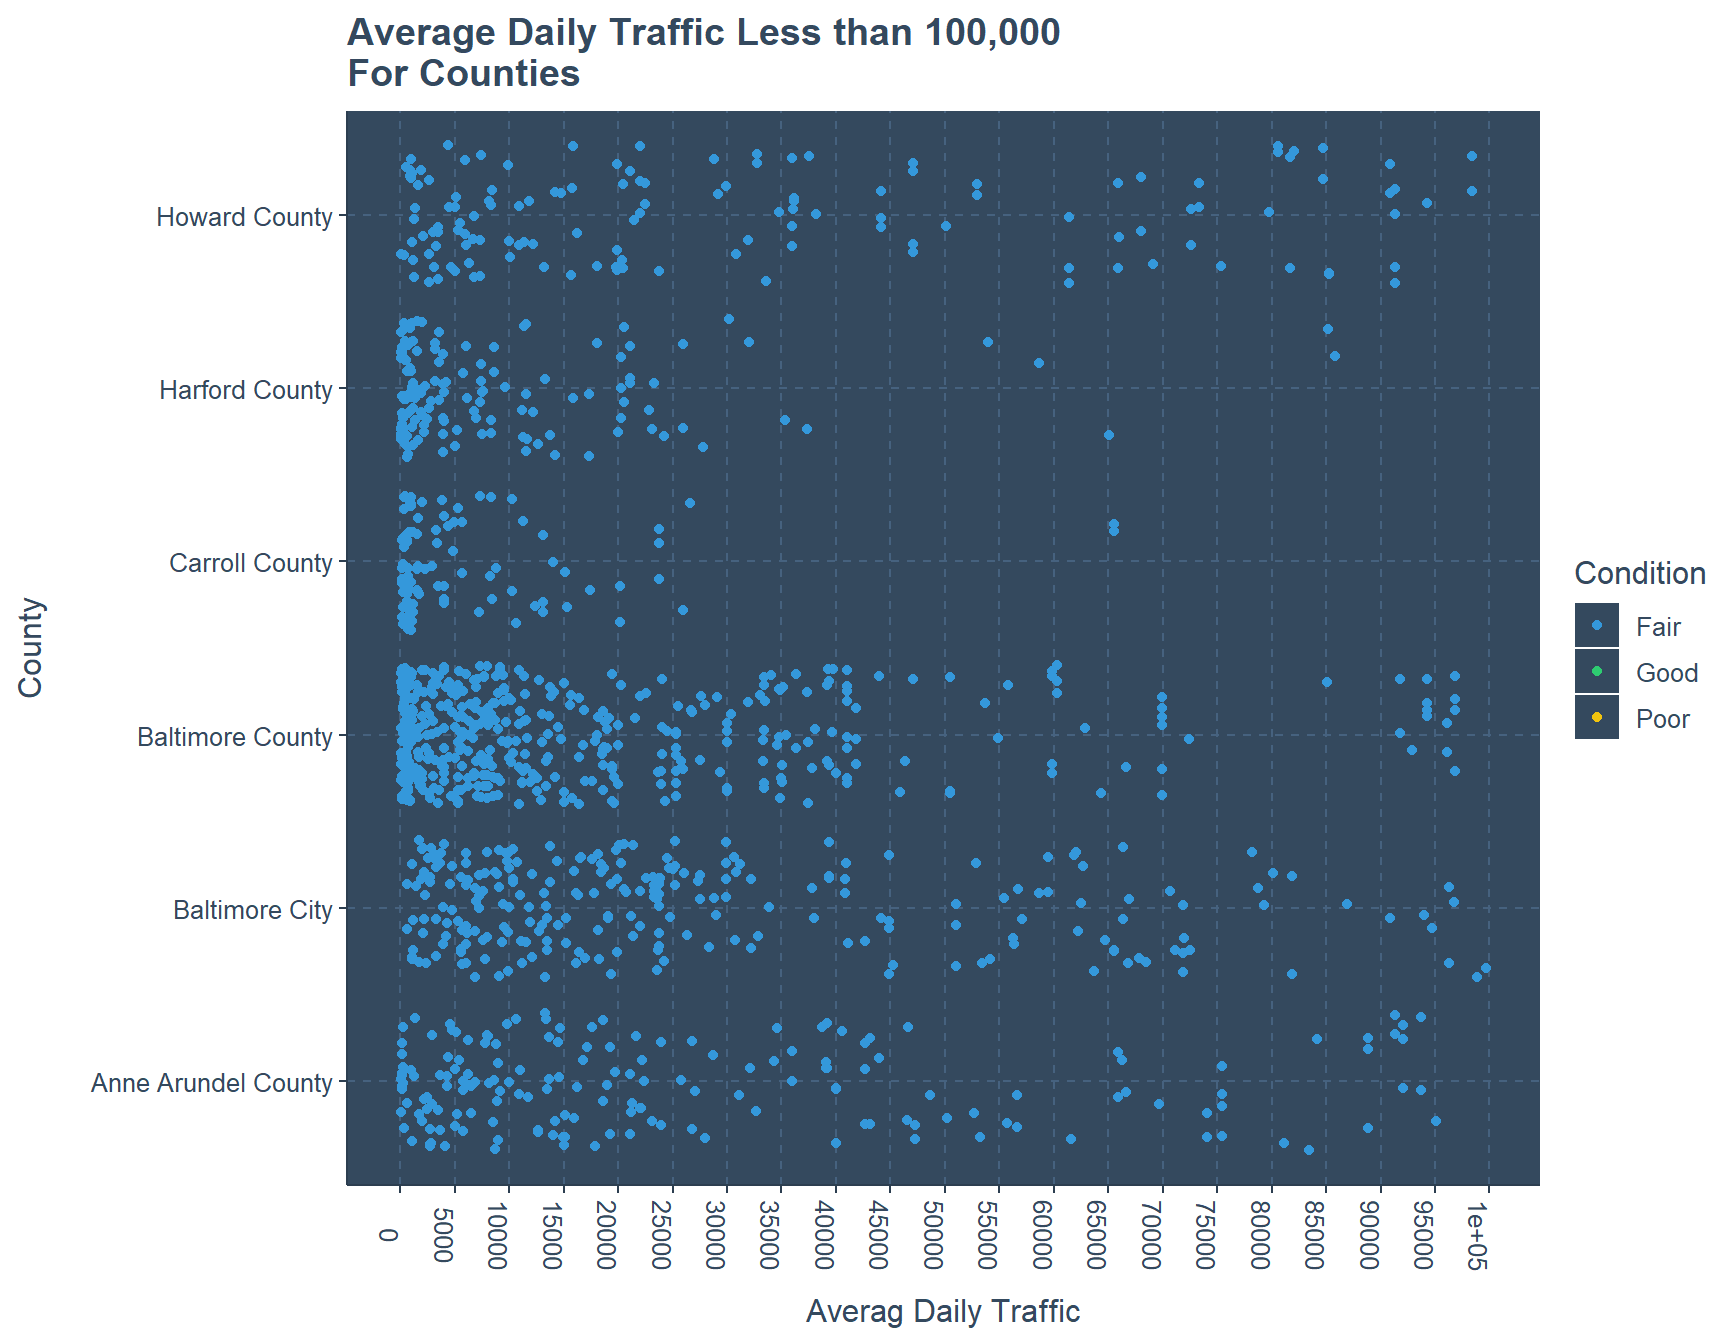 Average Daily Traffic Less than 100,000
For Counties
County
Howard County
Harford County
Carroll County
Baltimore County
Baltimore City
Anne Arundel County
0
5000
10000
15000
20000
25000
30000
35000
40000
45000
50000
55000
60000
65000
70000
75000
80000
85000
90000
95000
1e+05
Averag Daily Traffic
Condition
Fair
Good
Poor